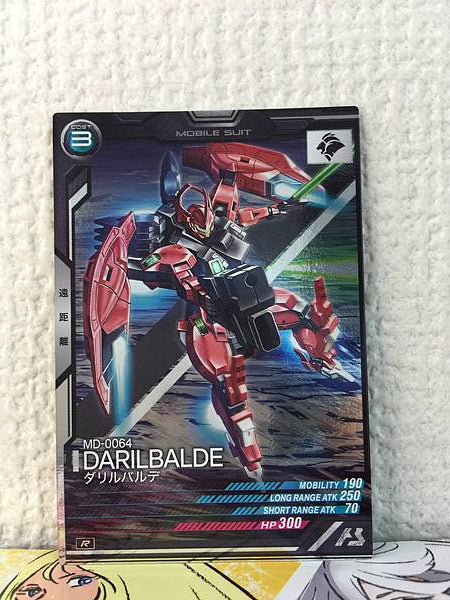 COST
3
MOBILE SUIT
遠距離
MD-0064
DARILBALDE
ダリルバルデ
MOBILITY 190
LONG RANGE ATK 250
SHORT RANGE ATK 70
HP 300
R